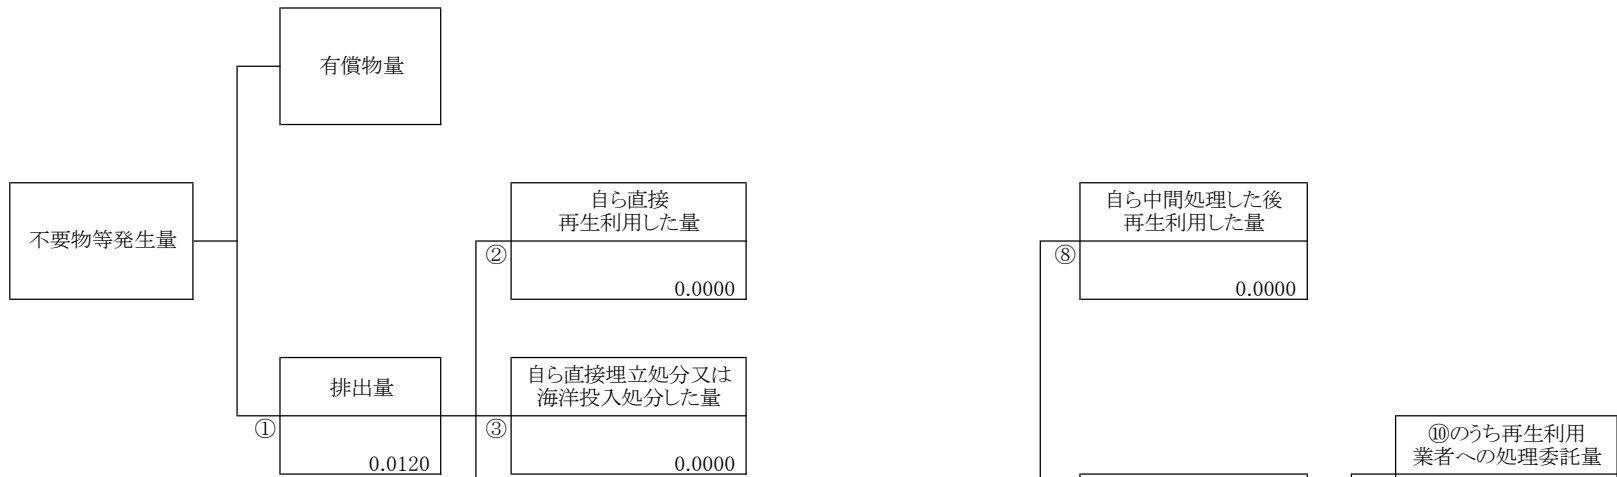 有償物量
不要物等発生量
自ら直接
再生利用した量
②
0.0000
自ら中間処理した後
再生利用した量
⑧
0.0000
排出量
①
0.0120
自ら直接埋立処分又は
海洋投入処分した量
③
0.0000
⑩のうち再生利用
業者への処理委託量